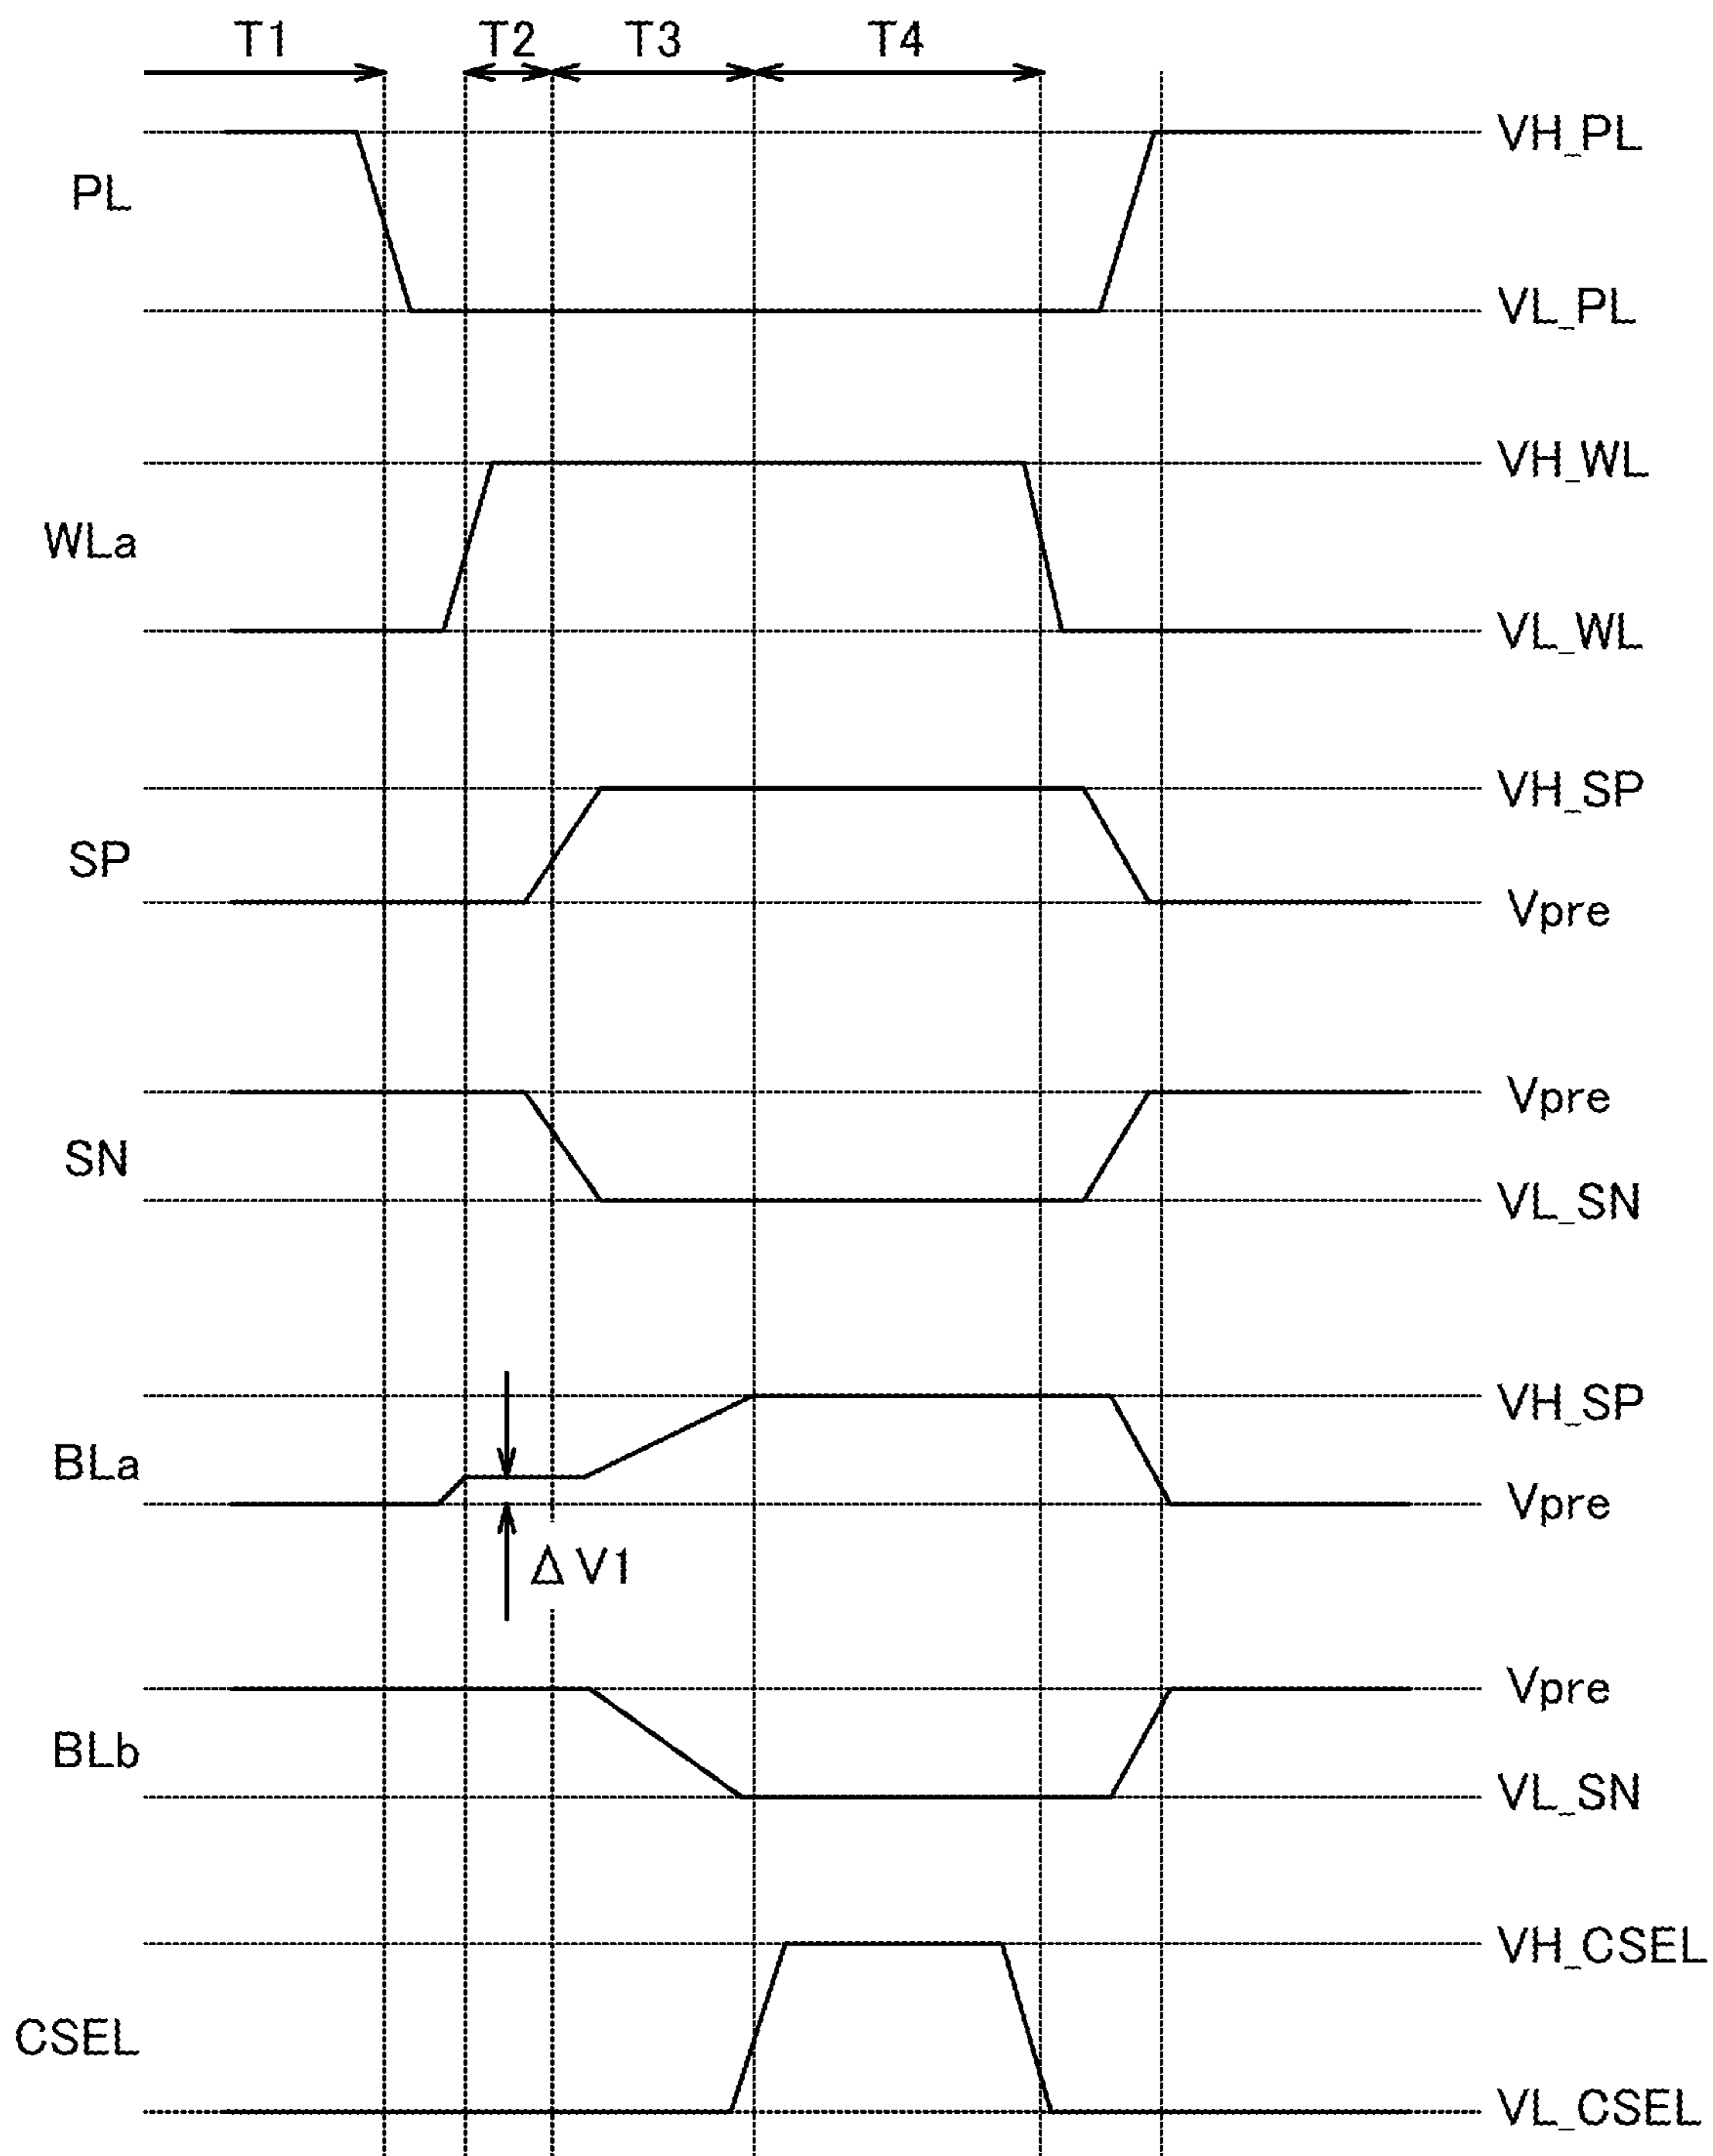 T1 T2 T3 T4
VH_PL
PL
VL_PL
VH_WL
WLa
VL_WL
VH_SP
SP
Vpre
Vpre
SN
VL_SN
VH_SP
BLa
Vpre
ΔV1
Vpre
BLb
VL_SN
VH_CSEL
CSEL
VL_CSEL